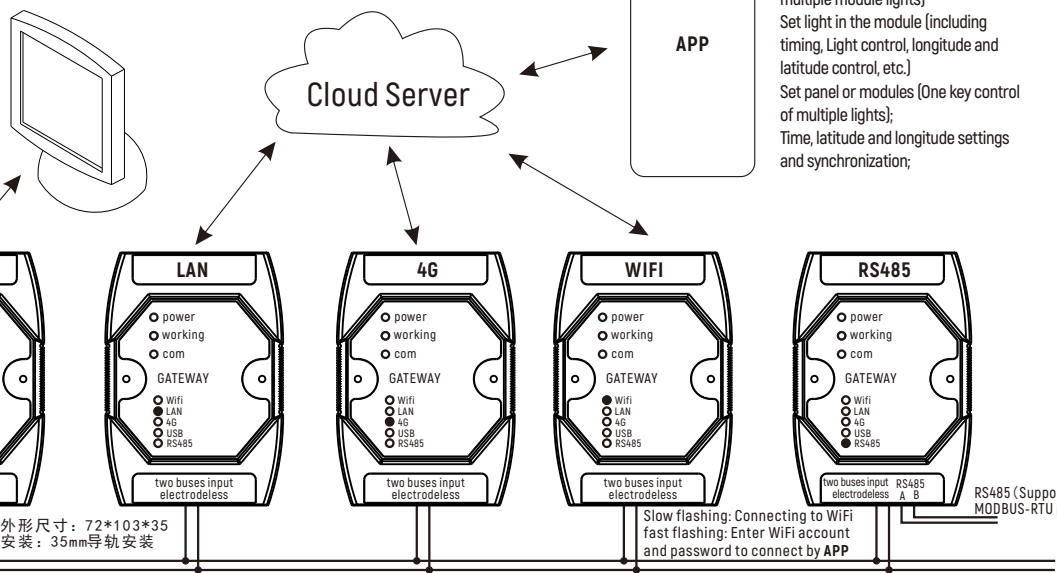 multiple module lights)
Set light in the module (including
timing, Light control, longitude and
latitude control, etc.)
Set panel or modules (One key control
of multiple lights);
Time, latitude and longitude settings
and synchronization;
APP
Cloud Server
LAN
power
working
com
GATEWAY
Wifi
LAN
4G
USB
RS485
two buses input
electrodeless
4G
power
working
com
GATEWAY
Wifi
LAN
4G
USB
RS485
two buses input
electrodeless
WIFI
power
working
com
GATEWAY
Wifi
LAN
4G
USB
RS485
two buses input
electrodeless
RS485
power
working
com
GATEWAY
Wifi
LAN
4G
USB
RS485
two buses input RS485
electrodeless A B
RS485 (Suppo
MODBUS-RTU
外形尺寸: 72*103*35
安装: 35mm导轨安装
Slow flashing: Connecting to WiFi
fast flashing: Enter WiFi account
and password to connect by APP